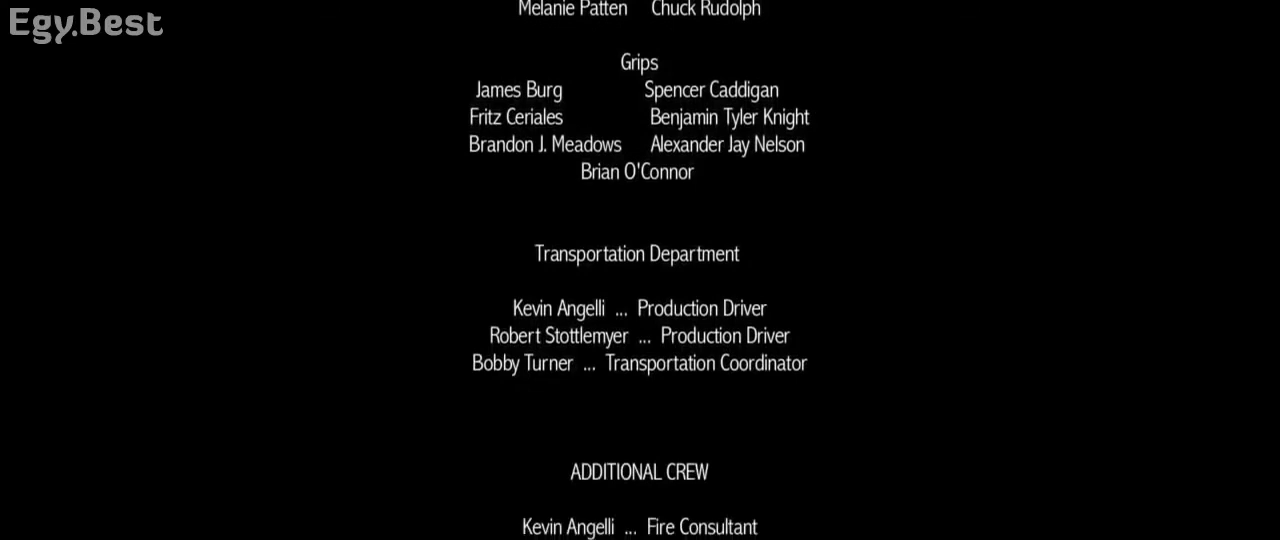 Egy.Best
Melanie Patten Chuck Rudolph
Grips
James Burg Spencer Caddigan
Fritz Ceriales Benjamin Tyler Knight
Brandon J. Meadows Alexander Jay Nelson
Brian O'Connor
Transportation Department
Kevin Angelli ... Production Driver
Robert Stottlemyer ... Production Driver
Bobby Turner ... Transportation Coordinator
ADDITIONAL CREW
Kevin Angelli ... Fire Consultant